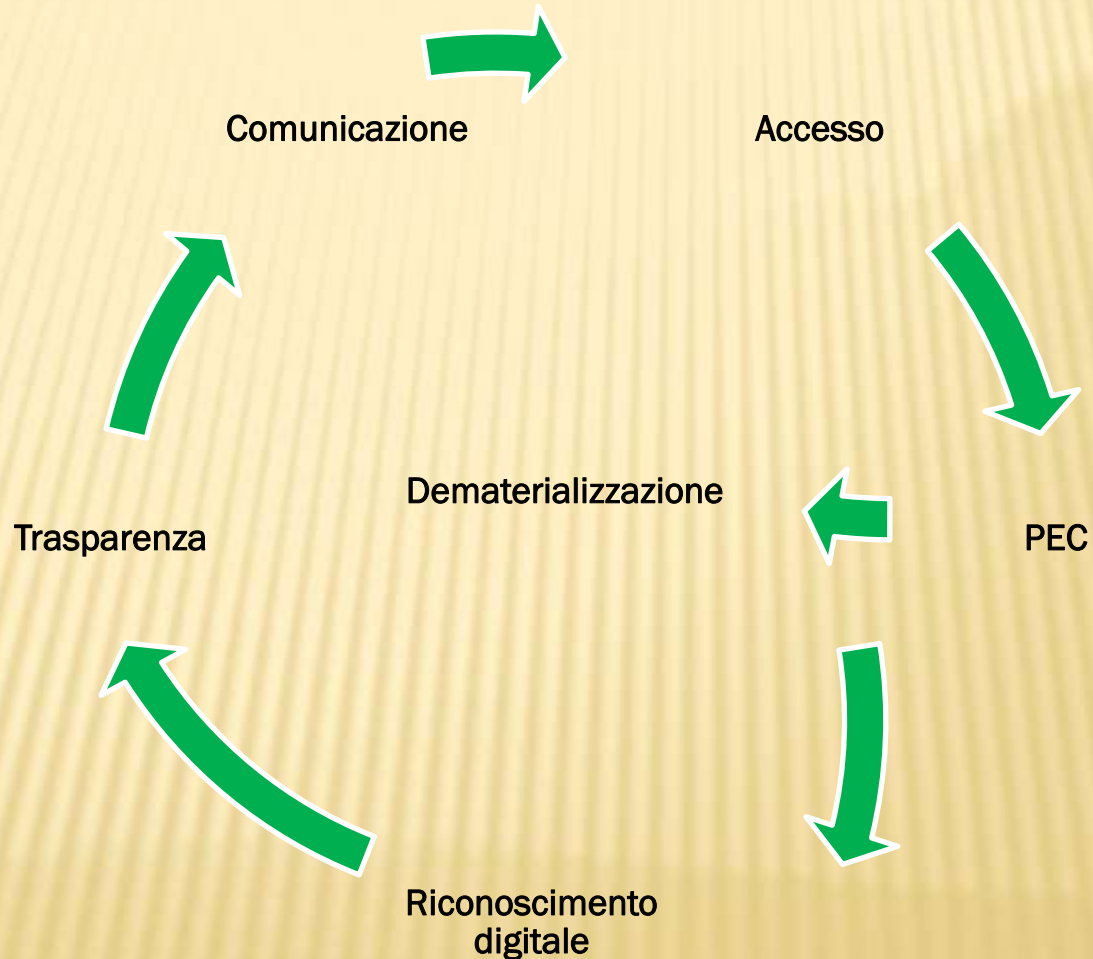 Comunicazione
Accesso
Dematerializzazione
Trasparenza
PEC
Riconoscimento
digitale